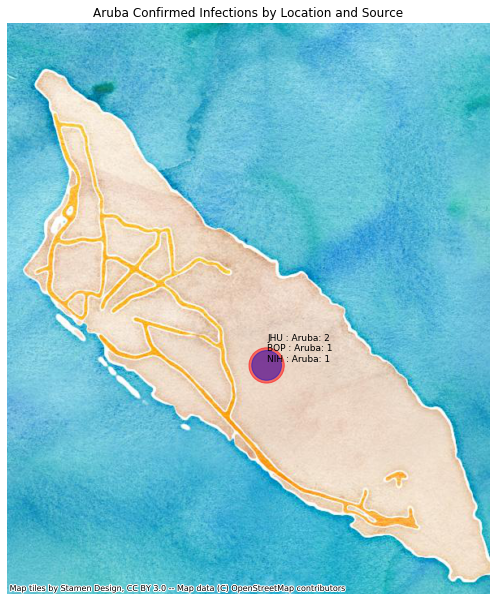 Aruba Confirmed Infections by Location and Source
JHU : Aruba: 2
BOP : Aruba: 1
NIH : Aruba: 1
Map tiles by Stamen Design, CC BY 3.0 -- Map data (C) OpenStreetMap contributors